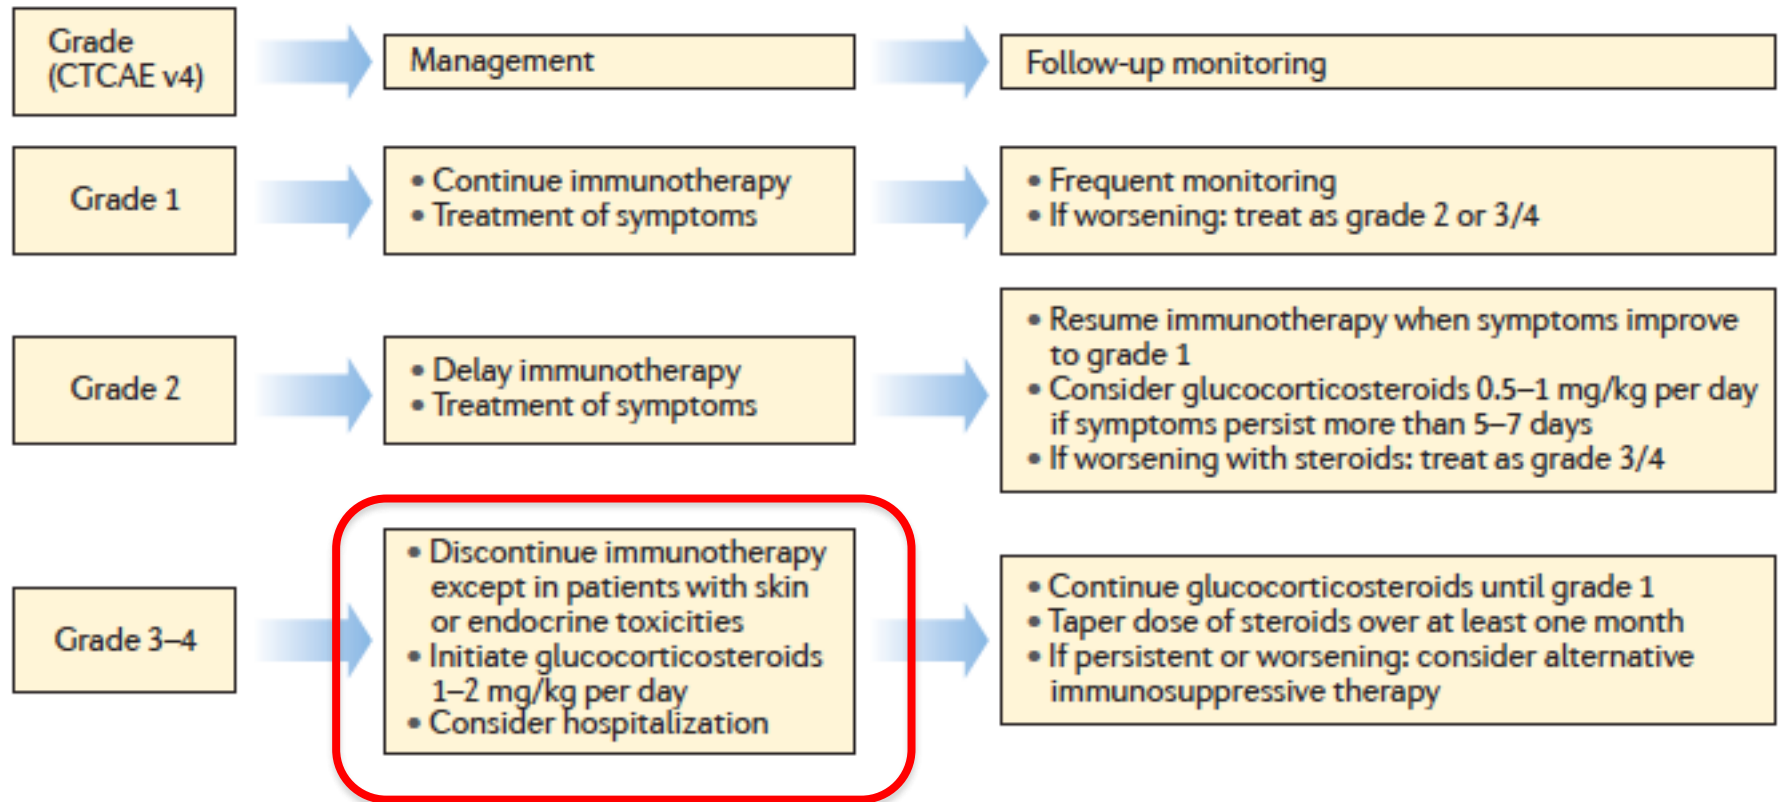 Grade
(CTCAE v4)
Management
Follow-up monitoring
Grade 1
• Continue immunotherapy
• Treatment of symptoms
• Frequent monitoring
• If worsening: treat as grade 2 or 3/4
Grade 2
• Delay immunotherapy
• Treatment of symptoms
• Resume immunotherapy when symptoms improve
to grade 1
• Consider glucocorticosteroids 0.5–1 mg/kg per day
if symptoms persist more than 5–7 days
• If worsening with steroids: treat as grade 3/4
Grade 3–4
• Discontinue immunotherapy
except in patients with skin
or endocrine toxicities
• Initiate glucocorticosteroids
1–2 mg/kg per day
• Consider hospitalization
• Continue glucocorticosteroids until grade 1
• Taper dose of steroids over at least one month
• If persistent or worsening: consider alternative
immunosuppressive therapy